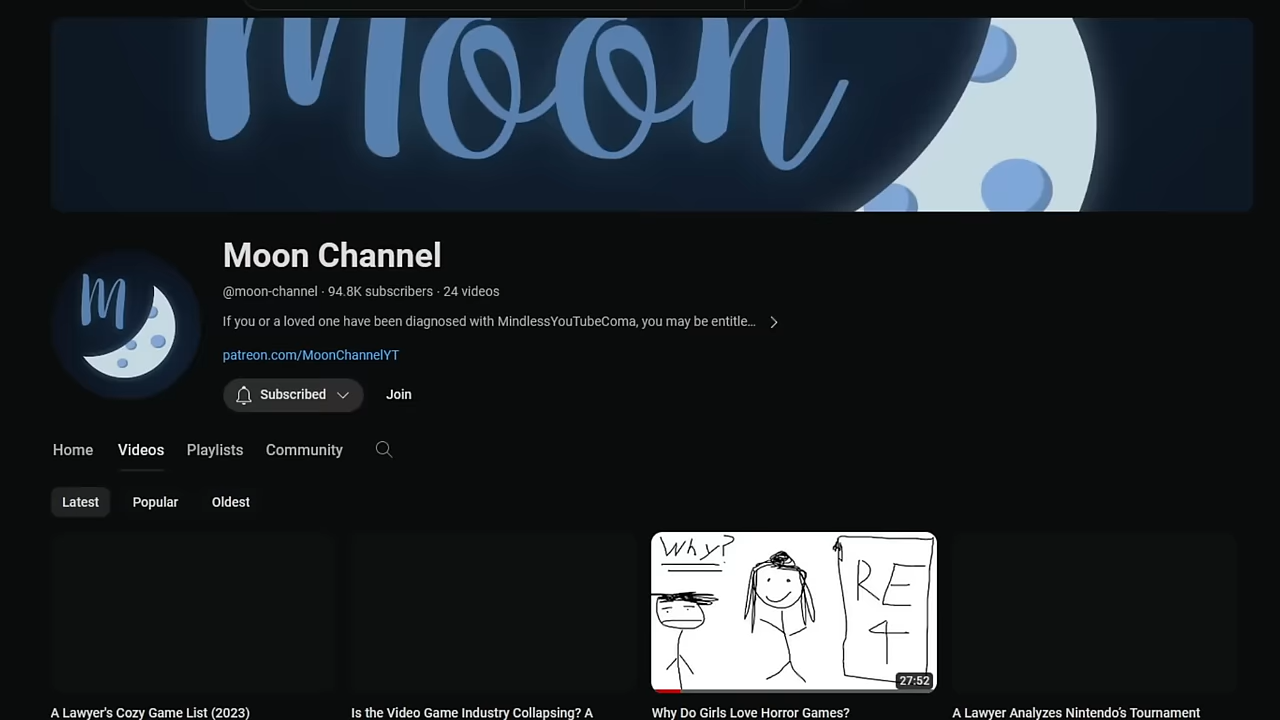 Moon
M
Moon Channel
@moon-channel · 94.8K subscribers · 24 videos
If you or a loved one have been diagnosed with MindlessYouTubeComa, you may be entitle...
patreon.com/MoonChannelYT
Subscribed
Join
Home Videos Playlists Community
Latest Popular Oldest
Why?
RE
4
27:52
A Lawyer's Cozy Game List (2023)
Is the Video Game Industry Collapsing? A
Why Do Girls Love Horror Games?
A Lawyer Analyzes Nintendo's Tournament